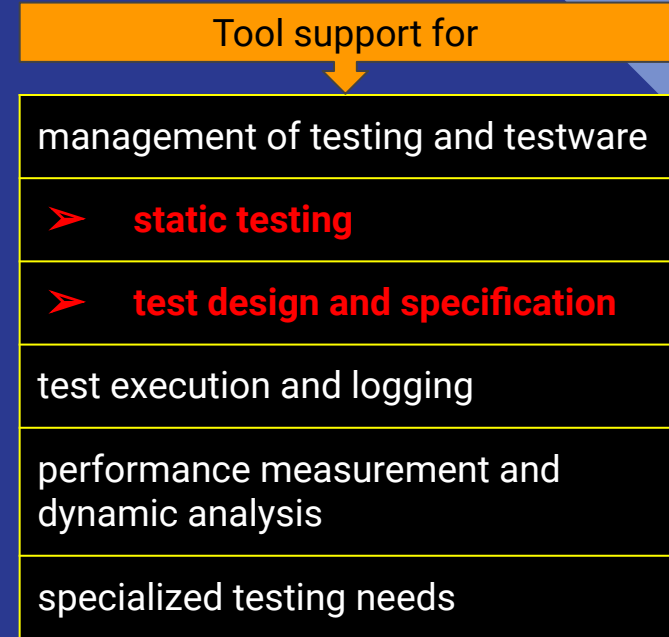 Tool support for
management of testing and testware
➢ static testing
➢ test design and specification
test execution and logging
performance measurement and
dynamic analysis
specialized testing needs